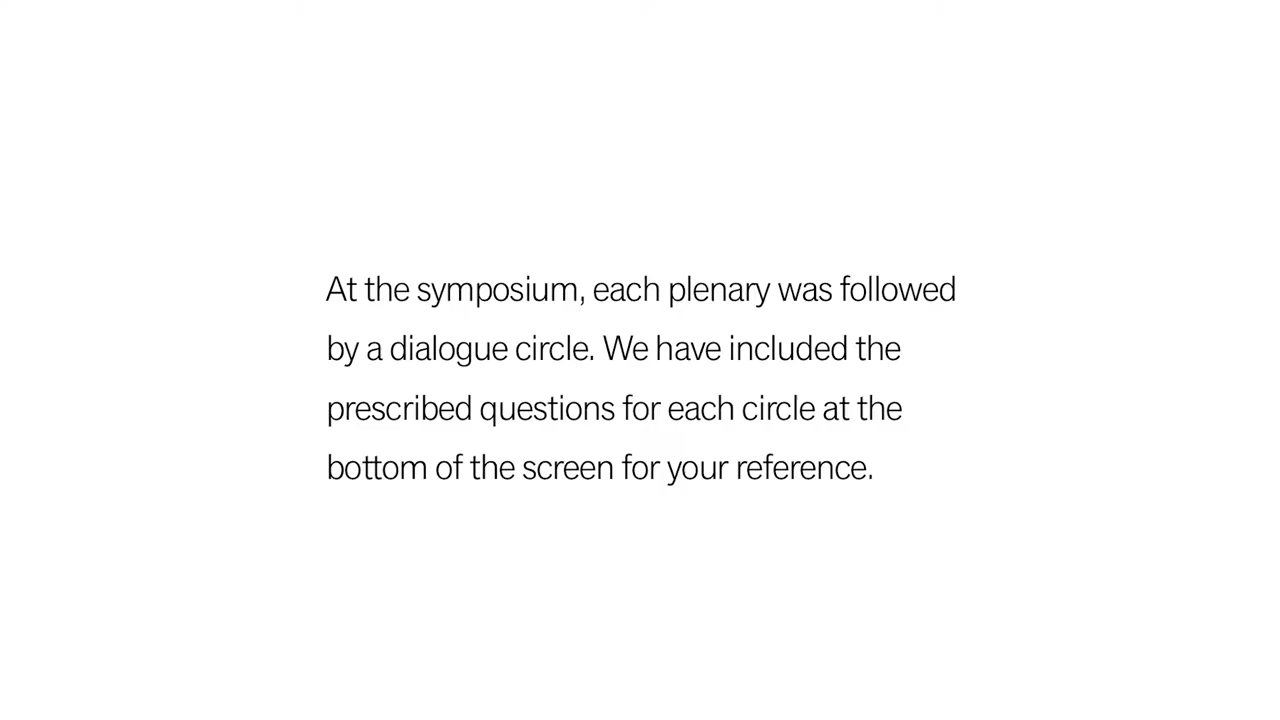 At the symposium, each plenary was followed
by a dialogue circle. We have included the
prescribed questions for each circle at the
bottom of the screen for your reference.